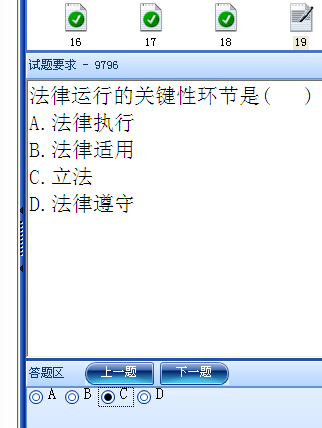 16 17 18 19
试题要求 - 9796
法律运行的关键性环节是( )
A.法律执行
B.法律适用
C.立法
D.法律遵守
答题区 上一题 下一题
A B C D